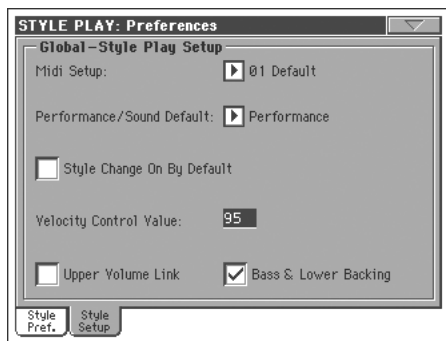 STYLE PLAY: Preferences
Global-Style Play Setup
Midi Setup: 01 Default
Performance/Sound Default: Performance
Style Change On By Default
Velocity Control Value: 95
Upper Volume Link Bass & Lower Backing
Style Pref. Style Setup